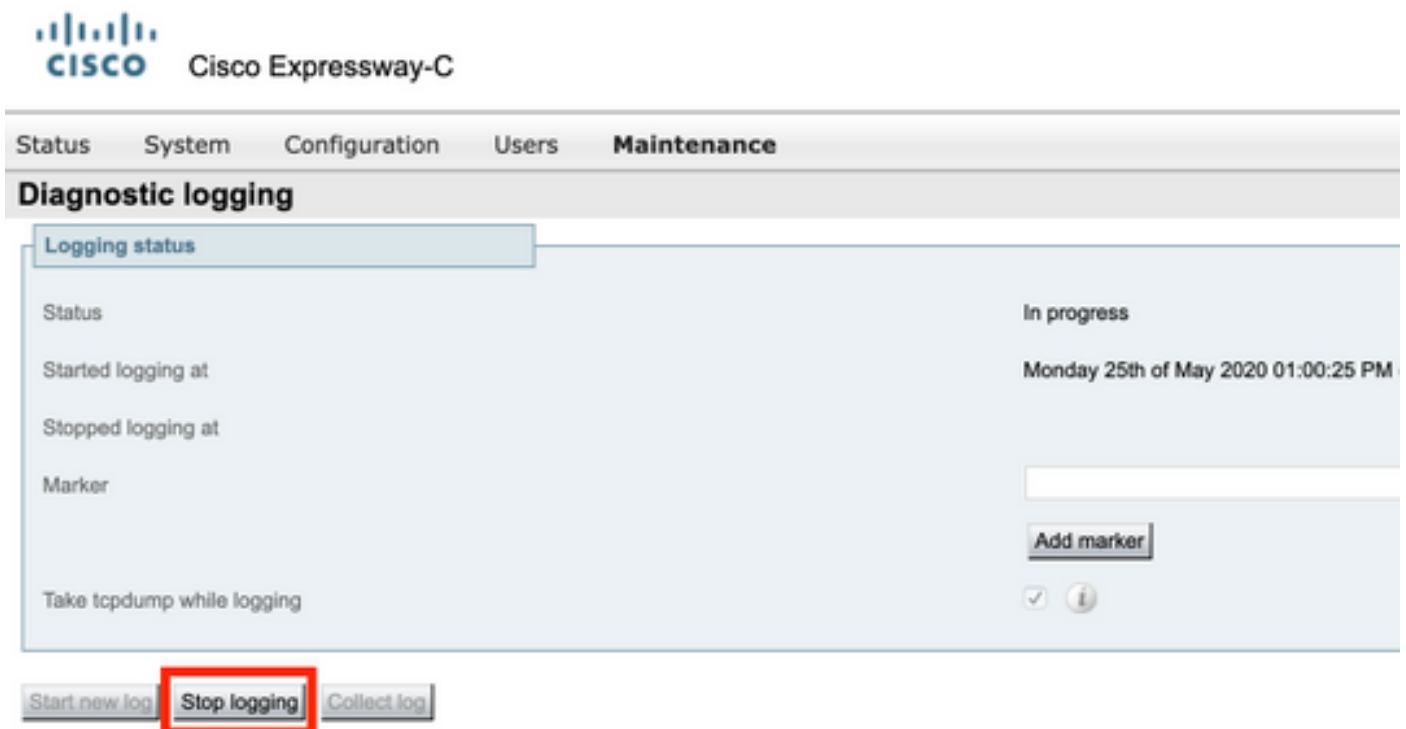 CISCO Cisco Expressway-C
Status System Configuration Users Maintenance
Diagnostic logging
Logging status
Status In progress
Started logging at Monday 25th of May 2020 01:00:25 PM
Stopped logging at
Marker
Add marker
Take tcpdump while logging i
Start new log Stop logging Collect log